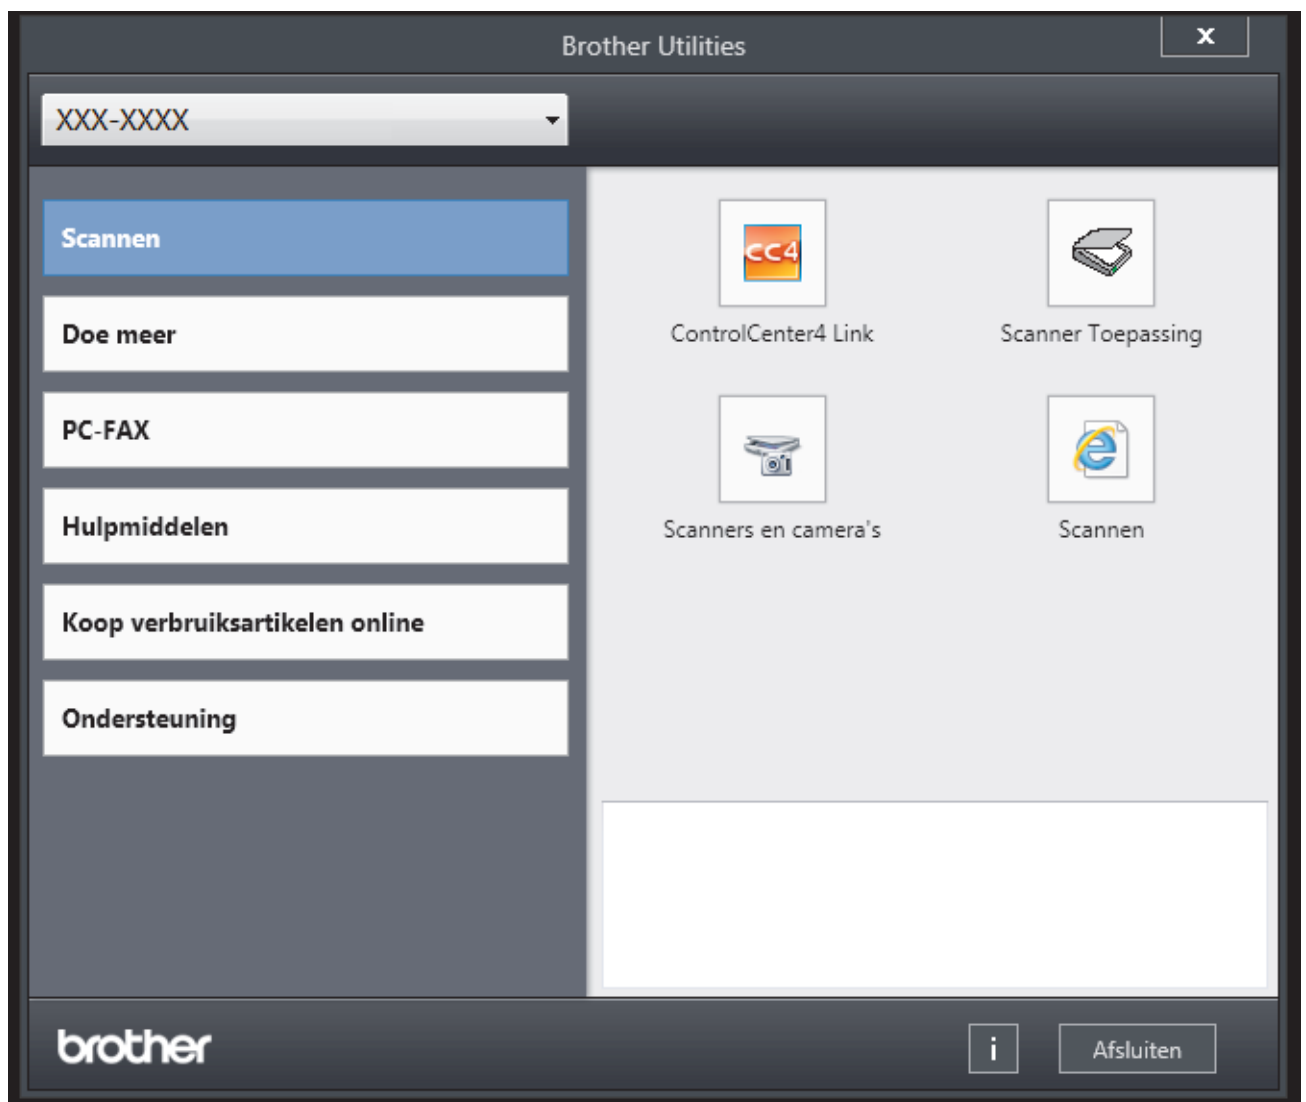 Brother Utilities
x
XXX-XXXX
Scannen
Doe meer
PC-FAX
Hulpmiddelen
Koop verbruiksartikelen online
Ondersteuning
CC4
ControlCenter4 Link
Scanner Toepassing
Scanners en camera's
Scannen
brother
i
Afsluiten